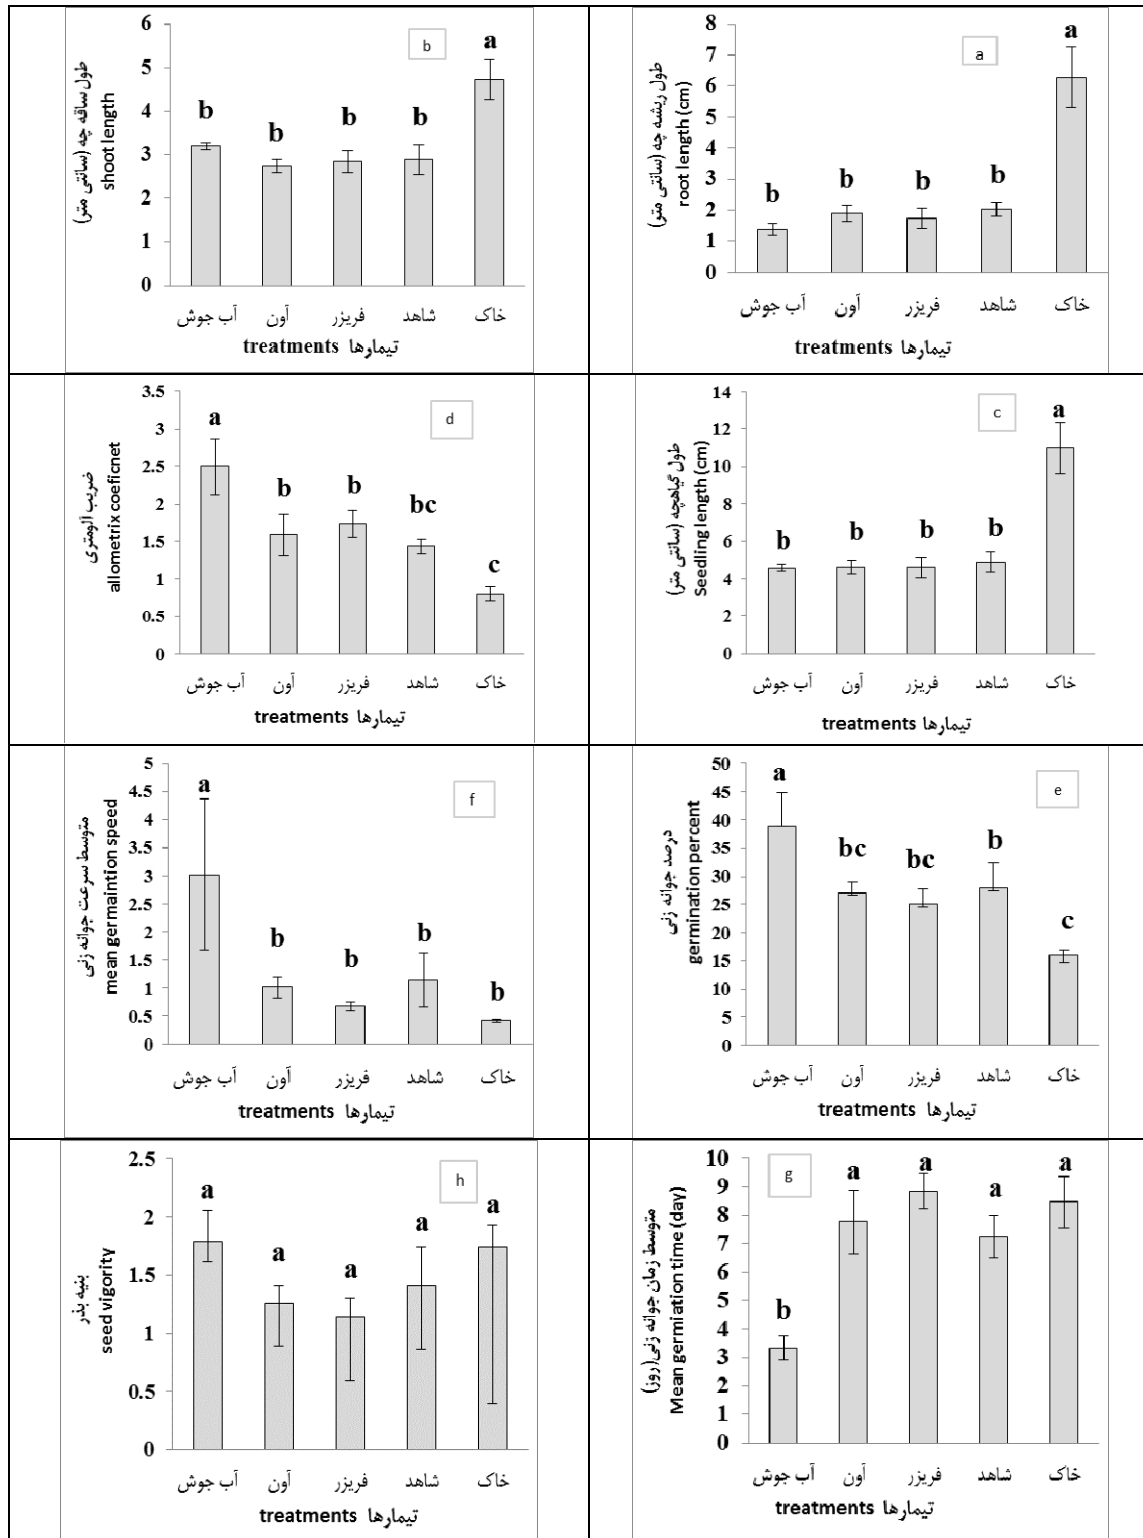 6
5
4
3
2
1
0
b
a
b
b
b
b
طول ساقه چه (سانتی متر)
shoot length
آب جوش
آون
فریزر
شاهد
خاک
تیمارها treatments
8
7
6
5
4
3
2
1
0
a
a
b
b
b
b
طول ریشه چه (سانتی متر)
root length (cm)
آب جوش
آون
فریزر
شاهد
خاک
تیمارها treatments
3.5
3
2.5
2
1.5
1
0.5
0
d
a
b
b
bc
c
ضریب آلومتری
allometrix coeficnet
آب جوش
آون
فریزر
شاهد
خاک
تیمارها treatments
14
12
10
8
6
4
2
0
c
a
b
b
b
b
طول گیاهچه (سانتی متر)
Seedling length (cm)
آب جوش
آون
فریزر
شاهد
خاک
تیمارها treatments
5
4.5
4
3.5
3
2.5
2
1.5
1
0.5
0
f
a
b
b
b
b
متوسط سرعت جوانه زنی
mean germaintion speed
آب جوش
آون
فریزر
شاهد
خاک
تیمارها treatments
50
45
40
35
30
25
20
15
10
5
0
e
a
bc
bc
b
c
درصد جوانه زنی
germination percent
آب جوش
آون
فریزر
شاهد
خاک
تیمارها treatments
2.5
2
1.5
1
0.5
0
h
a
a
a
a
a
بنیه بذر
seed vigority
آب جوش
آون
فریزر
شاهد
خاک
تیمارها treatments
10
9
8
7
6
5
4
3
2
1
0
g
b
a
a
a
a
متوسط زمان جوانه زنی(روز)
Mean germiation time (day)
آب جوش
آون
فریزر
شاهد
خاک
تیمارها treatments